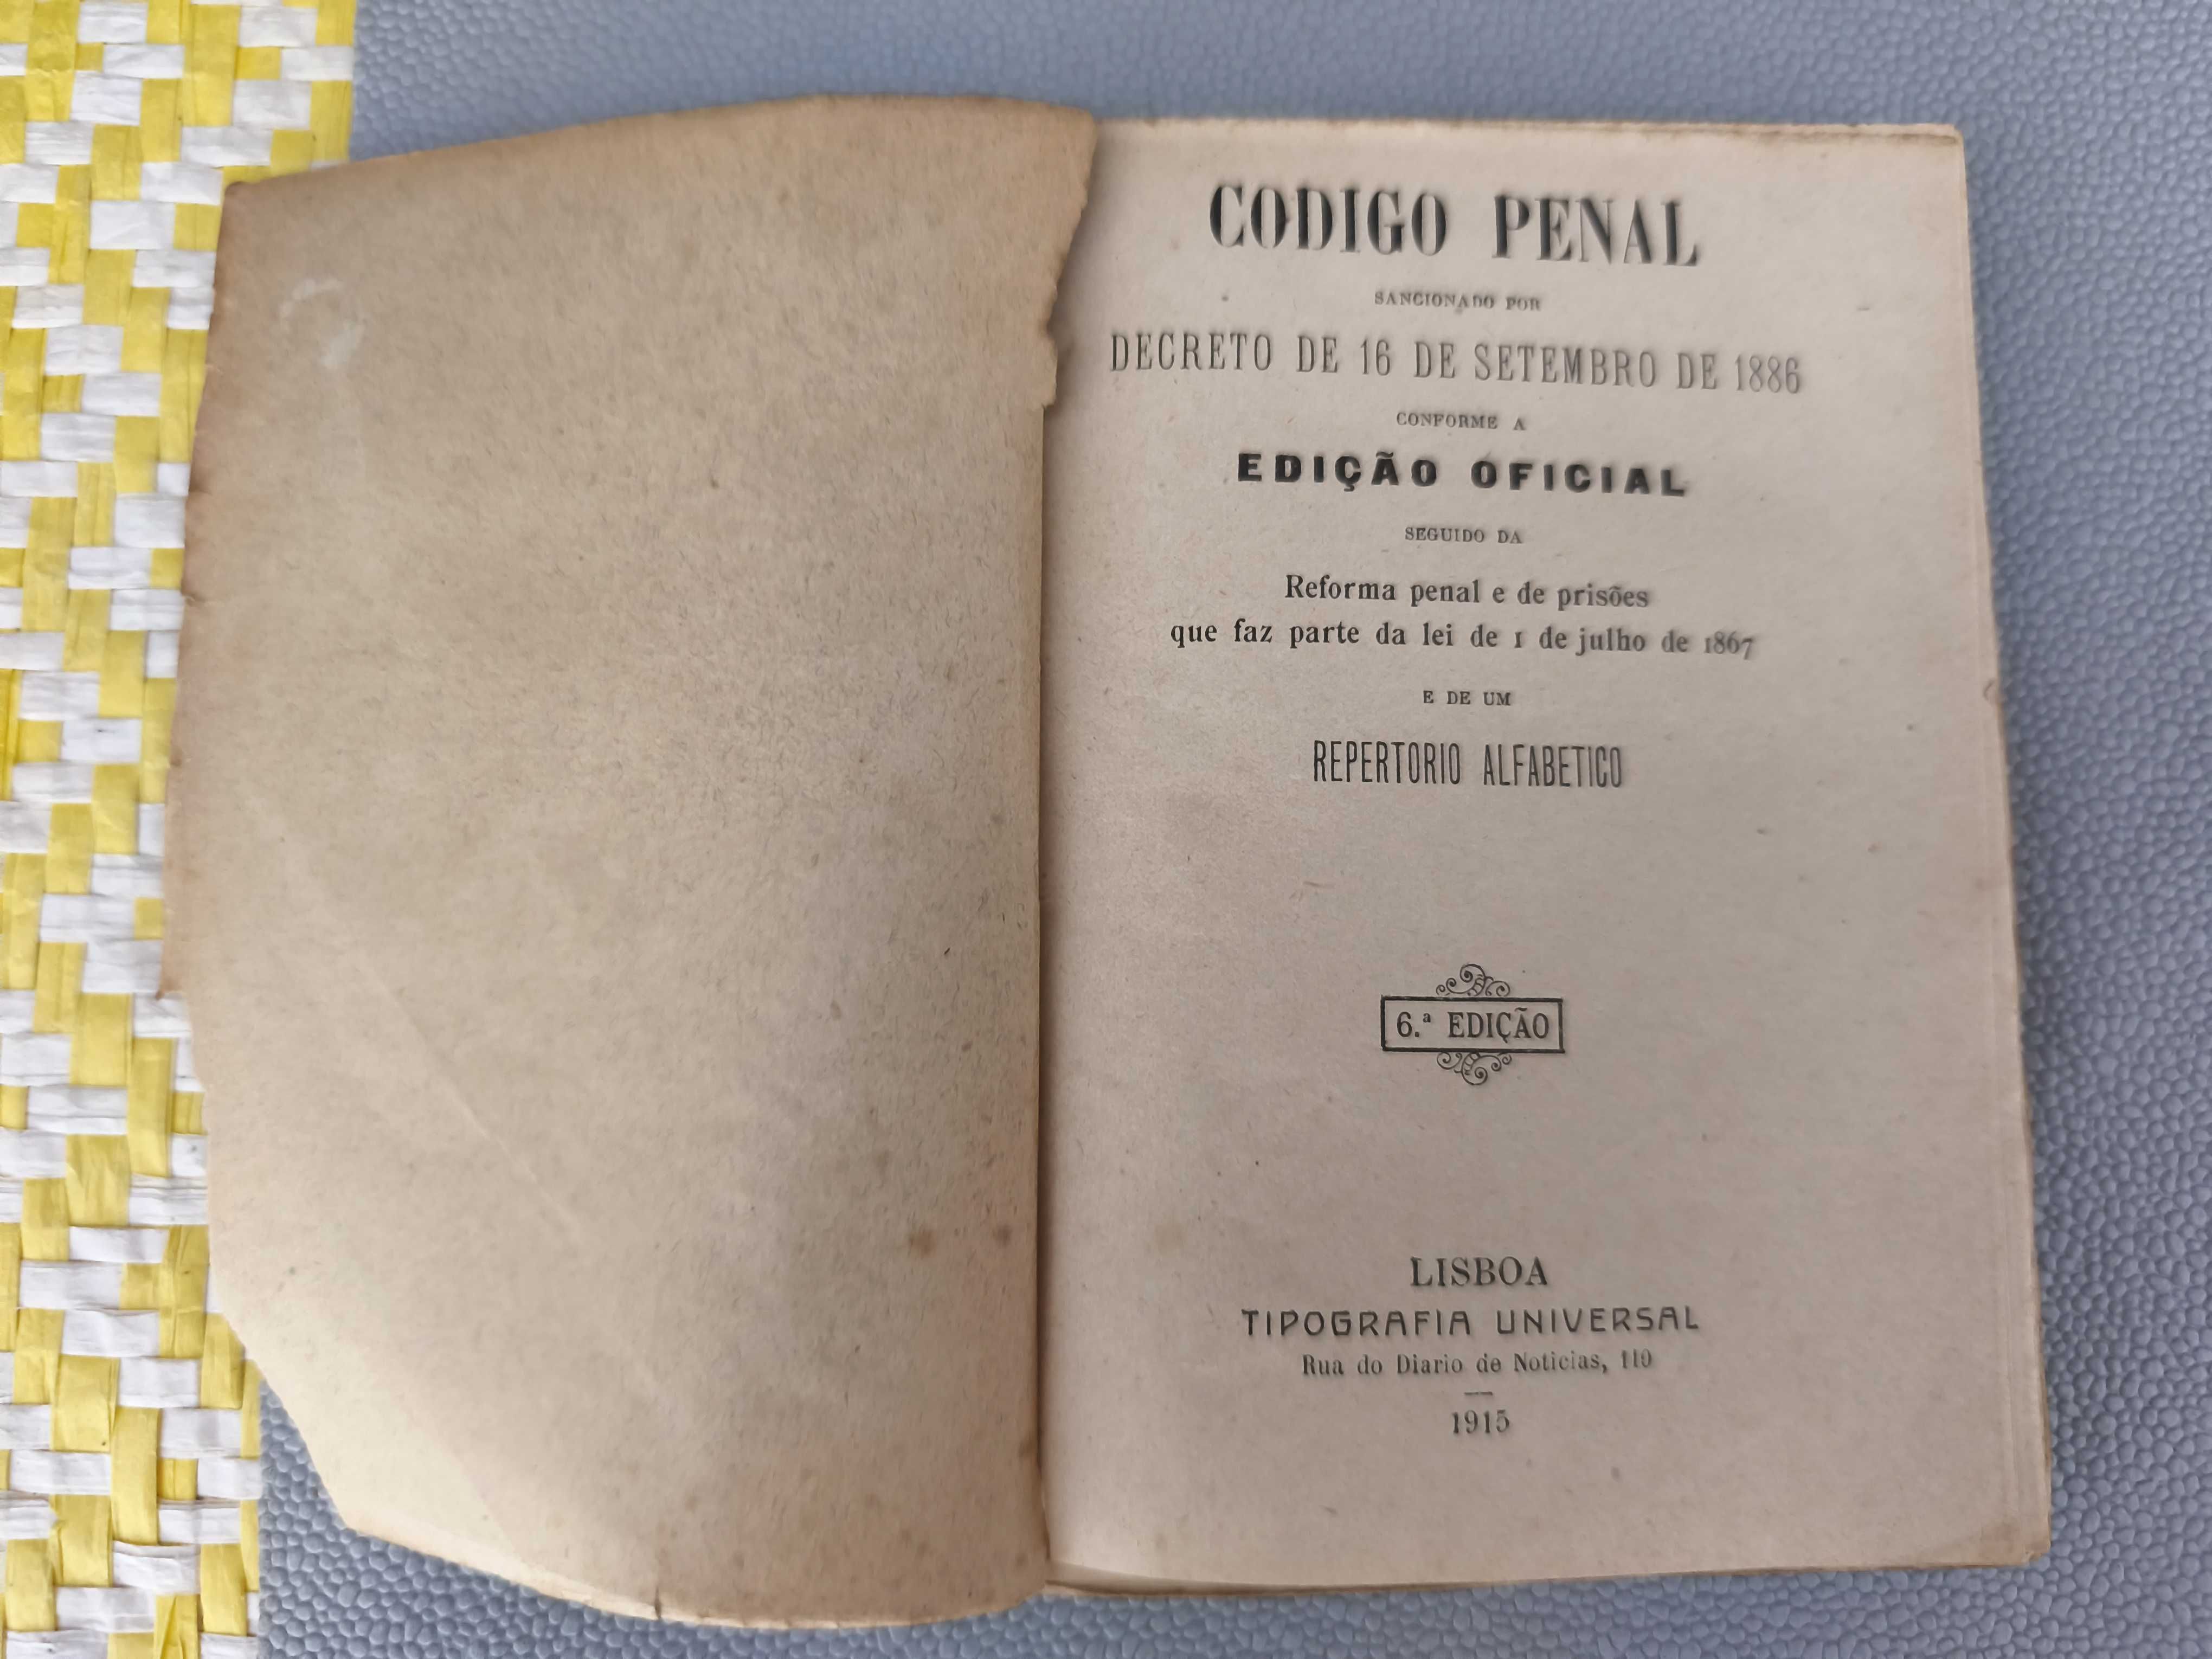 CODIGO PENAL
SANCIONADO POR
DECRETO DE 16 DE SETEMBRO DE 1886
CONFORME A
EDIÇÃO OFICIAL
SEGUIDO DA
Reforma penal e de prisões
que faz parte da lei de 1 de julho de 1867
E DE UM
REPERTORIO ALFABETICO
6.ª EDIÇÃO
LISBOA
TIPOGRAFIA UNIVERSAL
Rua do Diario de Noticias, 110
1915